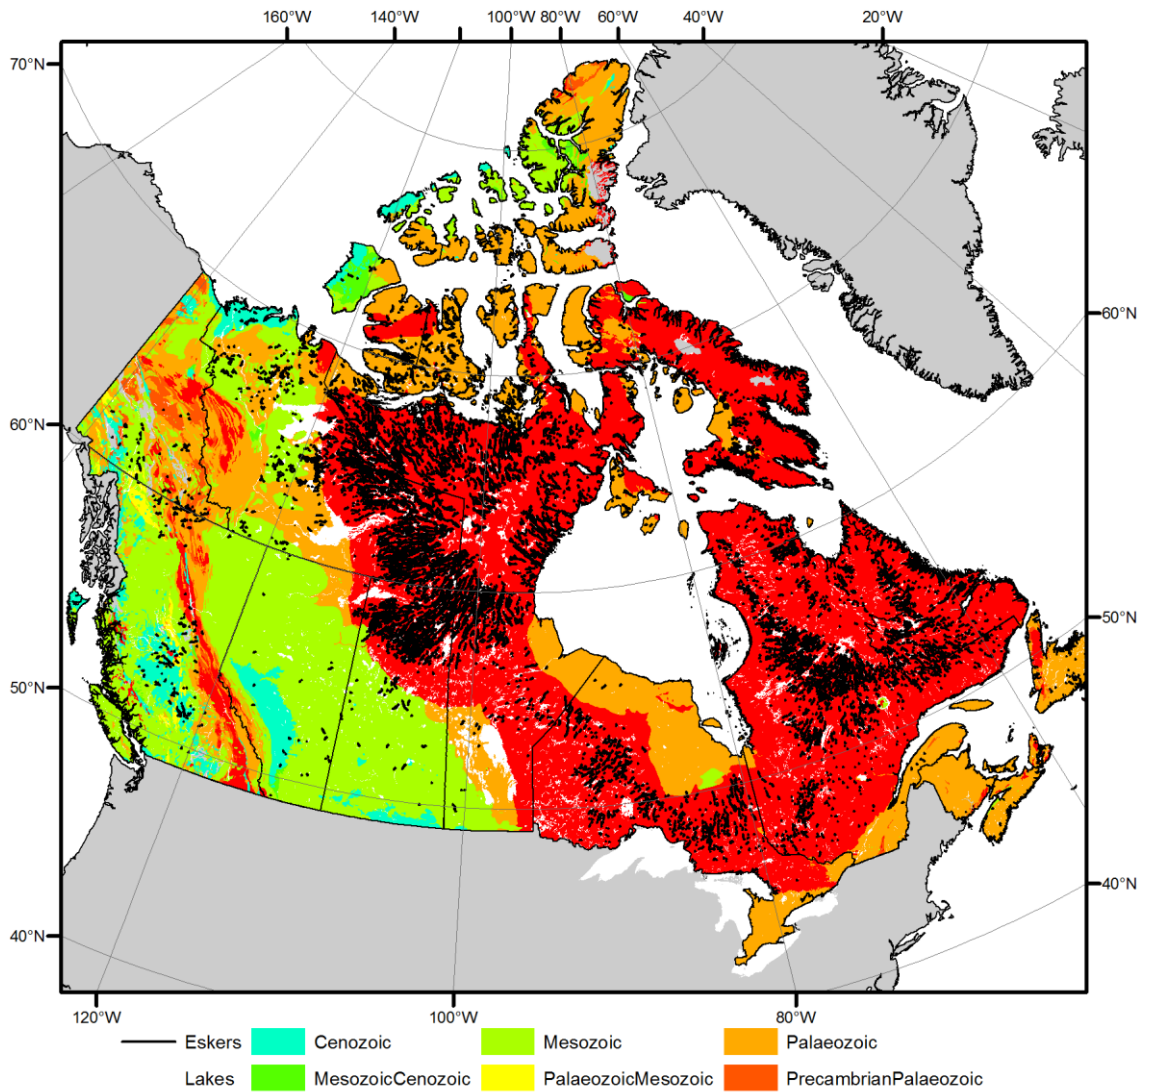 160°W 140°W 100°W 80°W 60°W 40°W 20°W
70°N
60°N
60°N
50°N
50°N
40°N
40°N
120°W 100°W 80°W
Eskers Cenozoic Mesozoic Palaeozoic
Lakes MesozoicCenozoic PalaeozoicMesozoic PrecambrianPalaeozoic